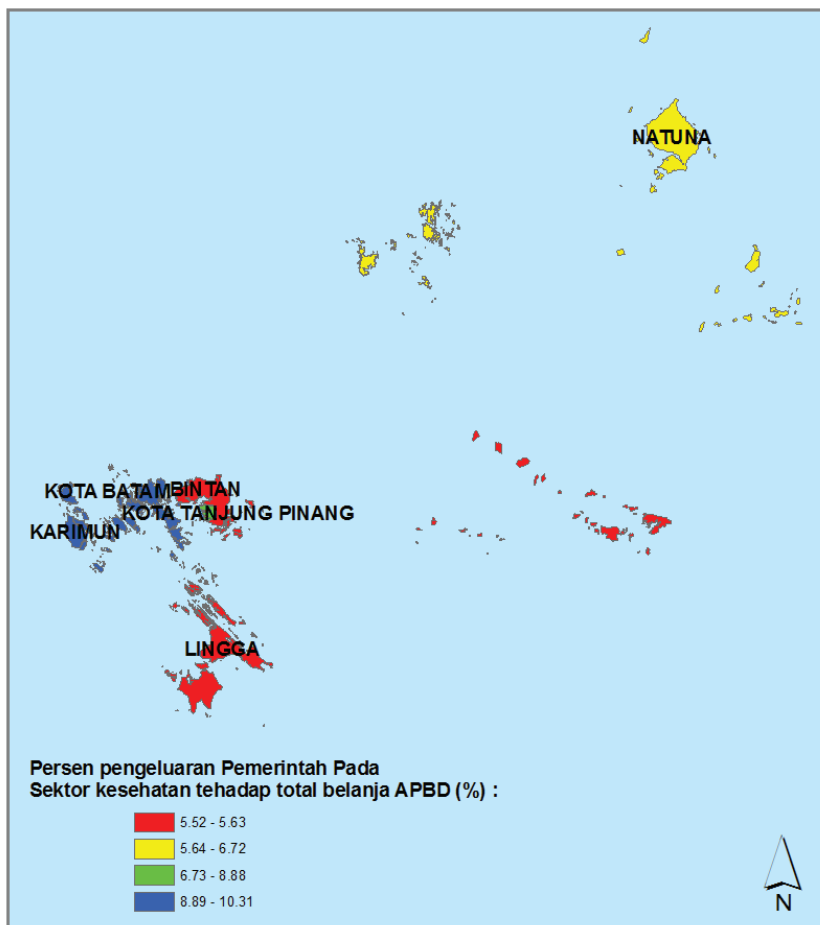 NATUNA
KOTA BATAM
BINTAN
KOTA TANJUNG PINANG
KARIMUN
LINGGA
Persen pengeluaran Pemerintah Pada
Sektor kesehatan tehadap total belanja APBD (%) :
5.52 - 5.63
5.64 - 6.72
6.73 - 8.88
8.89 - 10.31
N